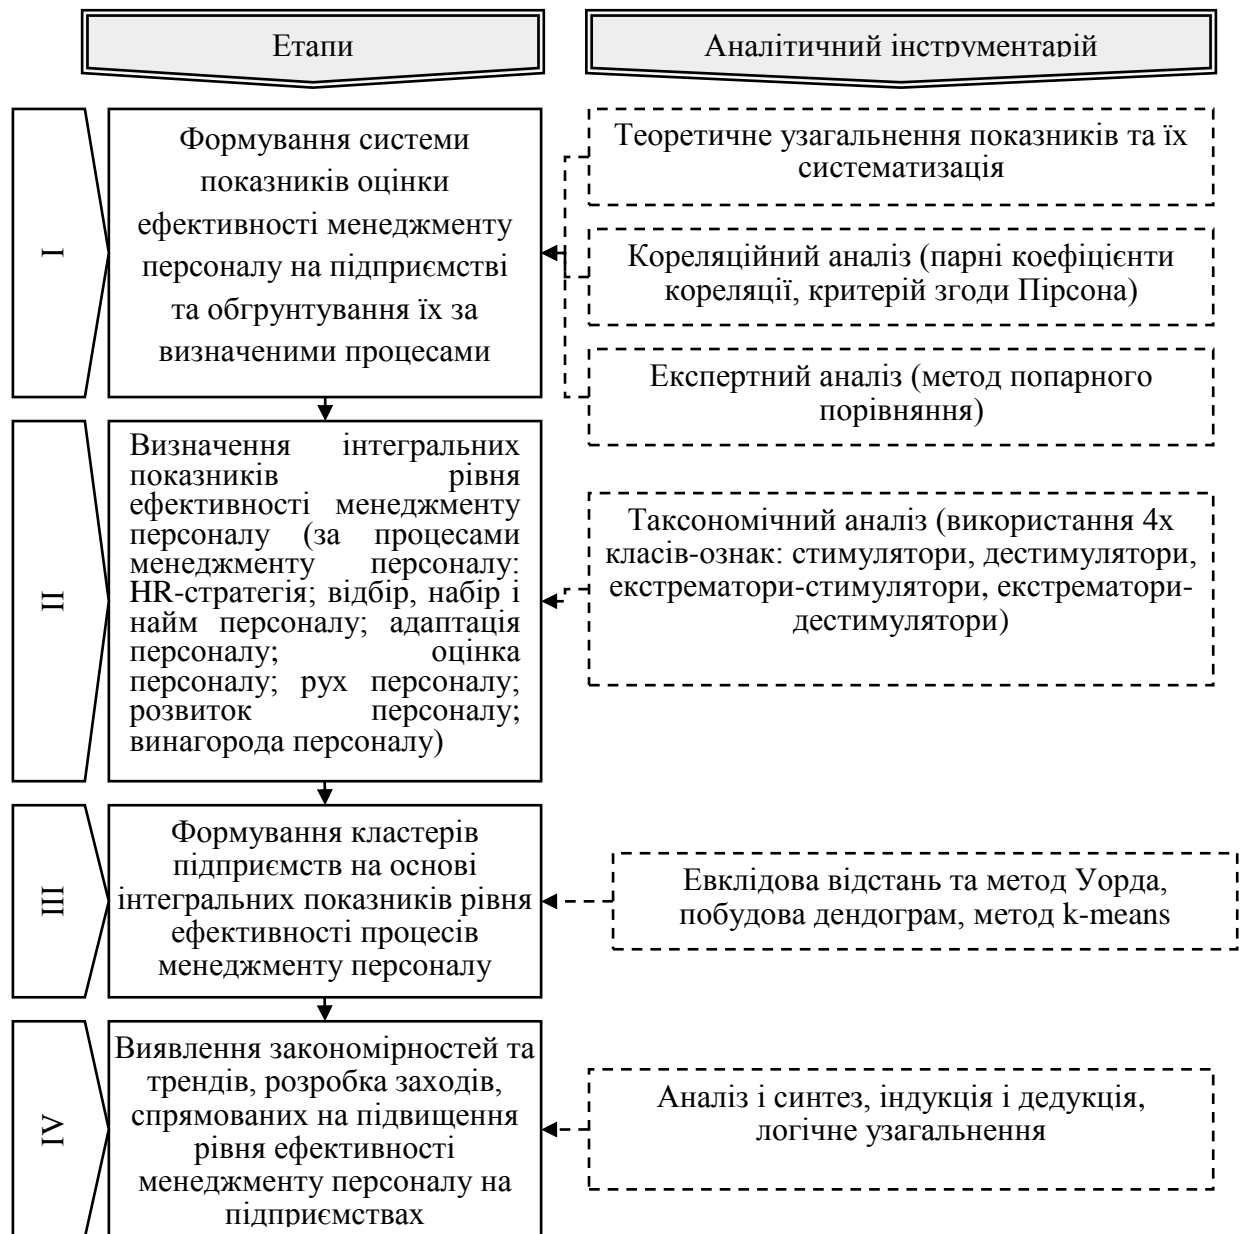 Етапи
Аналітичний інструментарій
I
Формування системи
показників оцінки
ефективності менеджменту
персоналу на підприємстві
та обгрунтування їх за
визначеними процесами
Теоретичне узагальнення показників та їх
систематизація
Кореляційний аналіз (парні коефіцієнти
кореляції, критерій згоди Пірсона)
Експертний аналіз (метод попарного
порівняння)
II
Визначення інтегральних
показників рівня
ефективності менеджменту
персоналу (за процесами
менеджменту персоналу:
HR-стратегія; відбір, набір і
найм персоналу; адаптація
персоналу; оцінка
персоналу; рух персоналу;
розвиток персоналу;
винагорода персоналу)
Таксономічний аналіз (використання 4х
класів-ознак: стимулятори, дестимулятори,
екстрематори-стимулятори, екстрематори-
дестимулятори)
III
Формування кластерів
підприємств на основі
інтегральних показників рівня
ефективності процесів
менеджменту персоналу
Евклідова відстань та метод Уорда,
побудова дендограм, метод k-means
IV
Виявлення закономірностей та
трендів, розробка заходів,
спрямованих на підвищення
рівня ефективності
менеджменту персоналу на
підприємствах
Аналіз і синтез, індукція і дедукція,
логічне узагальнення